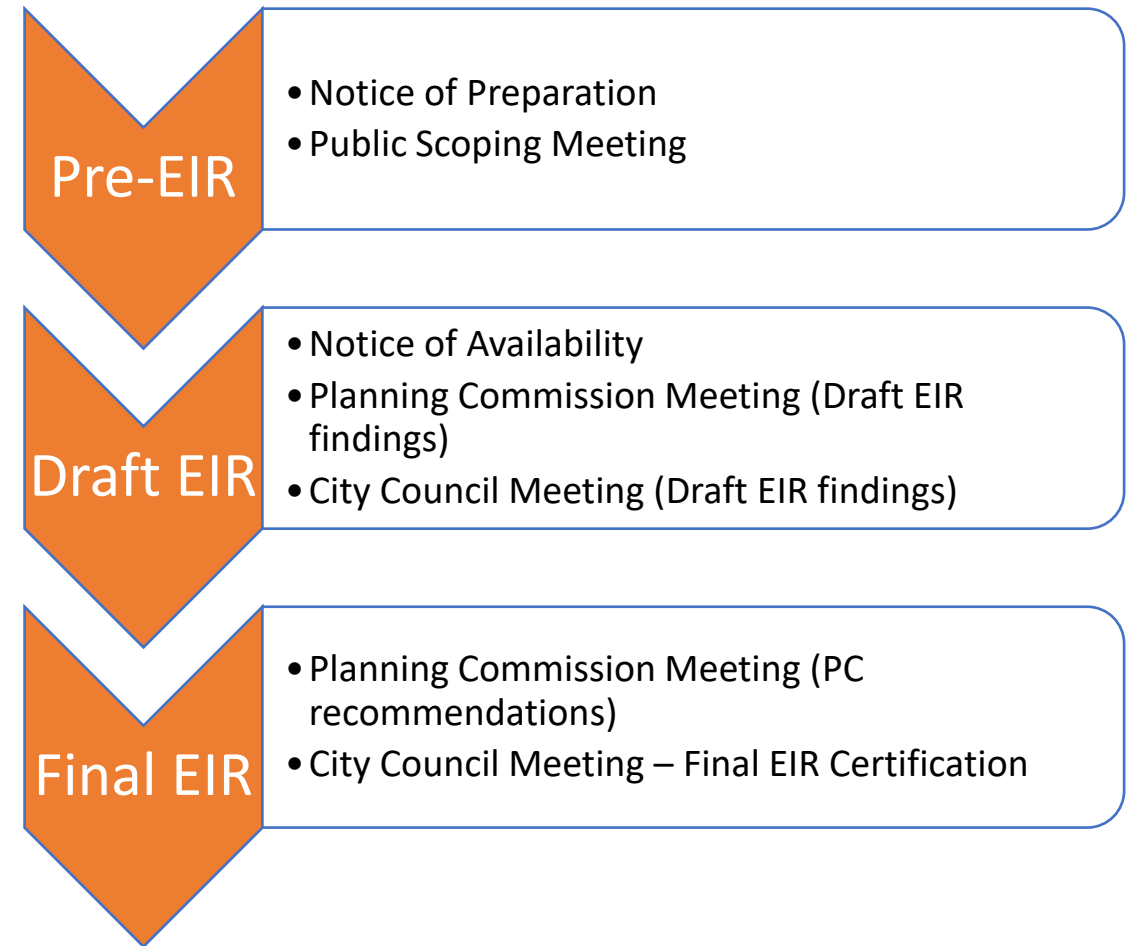 Pre-EIR
• Notice of Preparation
• Public Scoping Meeting
Draft EIR
• Notice of Availability
• Planning Commission Meeting (Draft EIR
findings)
• City Council Meeting (Draft EIR findings)
Final EIR
• Planning Commission Meeting (PC
recommendations)
• City Council Meeting – Final EIR Certification